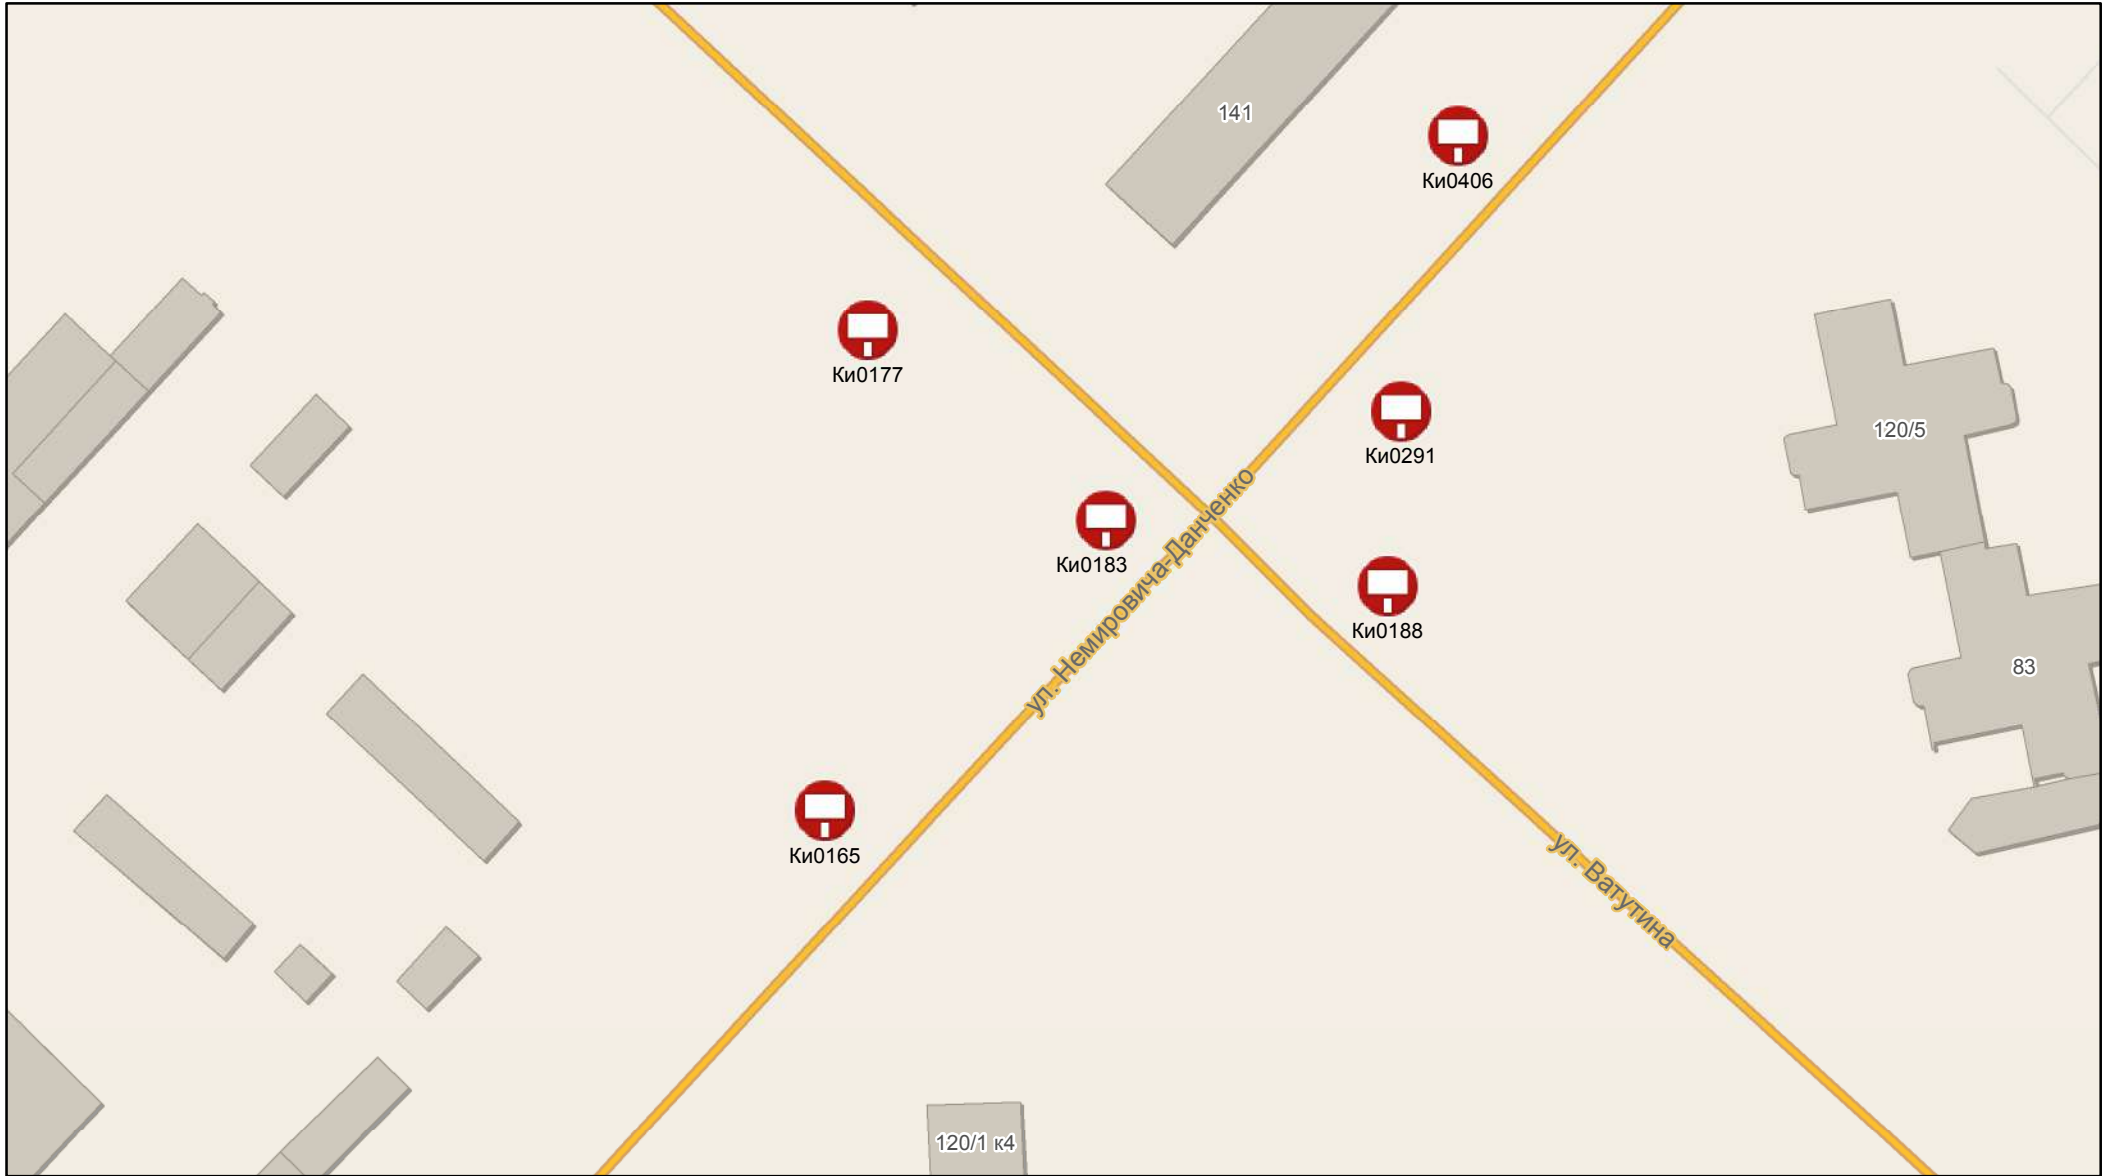 141
Ки0406
Ки0177
Ки0291
120/5
Ки0183
ул. Немировича-Данченко
Ки0188
83
Ки0165
ул. Ватутина
120/1 к4